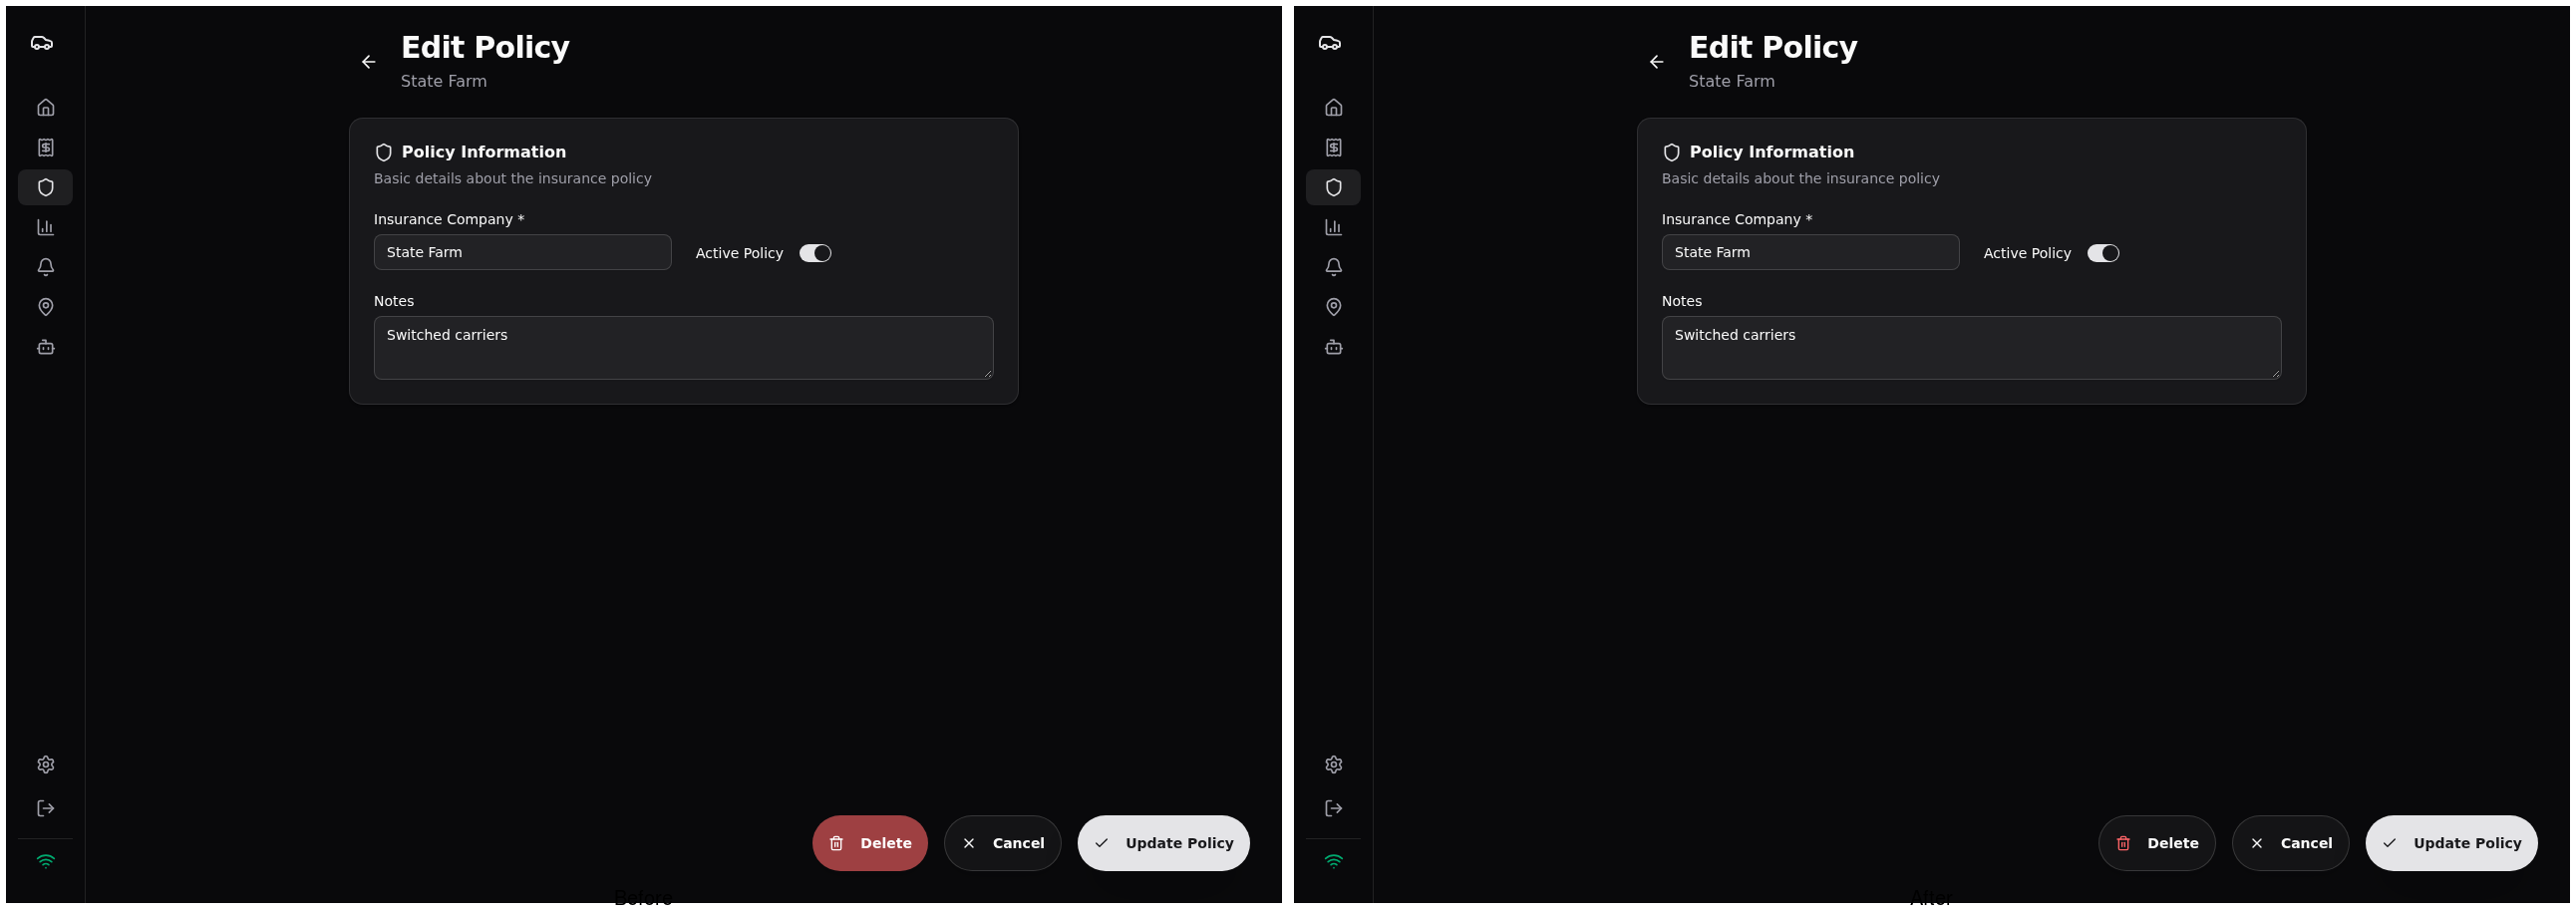 Edit Policy
State Farm
Policy Information
Basic details about the insurance policy
Insurance Company *
State Farm
Active Policy
Notes
Switched carriers
Delete
Cancel
Update Policy
Before
Edit Policy
State Farm
Policy Information
Basic details about the insurance policy
Insurance Company *
State Farm
Active Policy
Notes
Switched carriers
Delete
Cancel
Update Policy
After